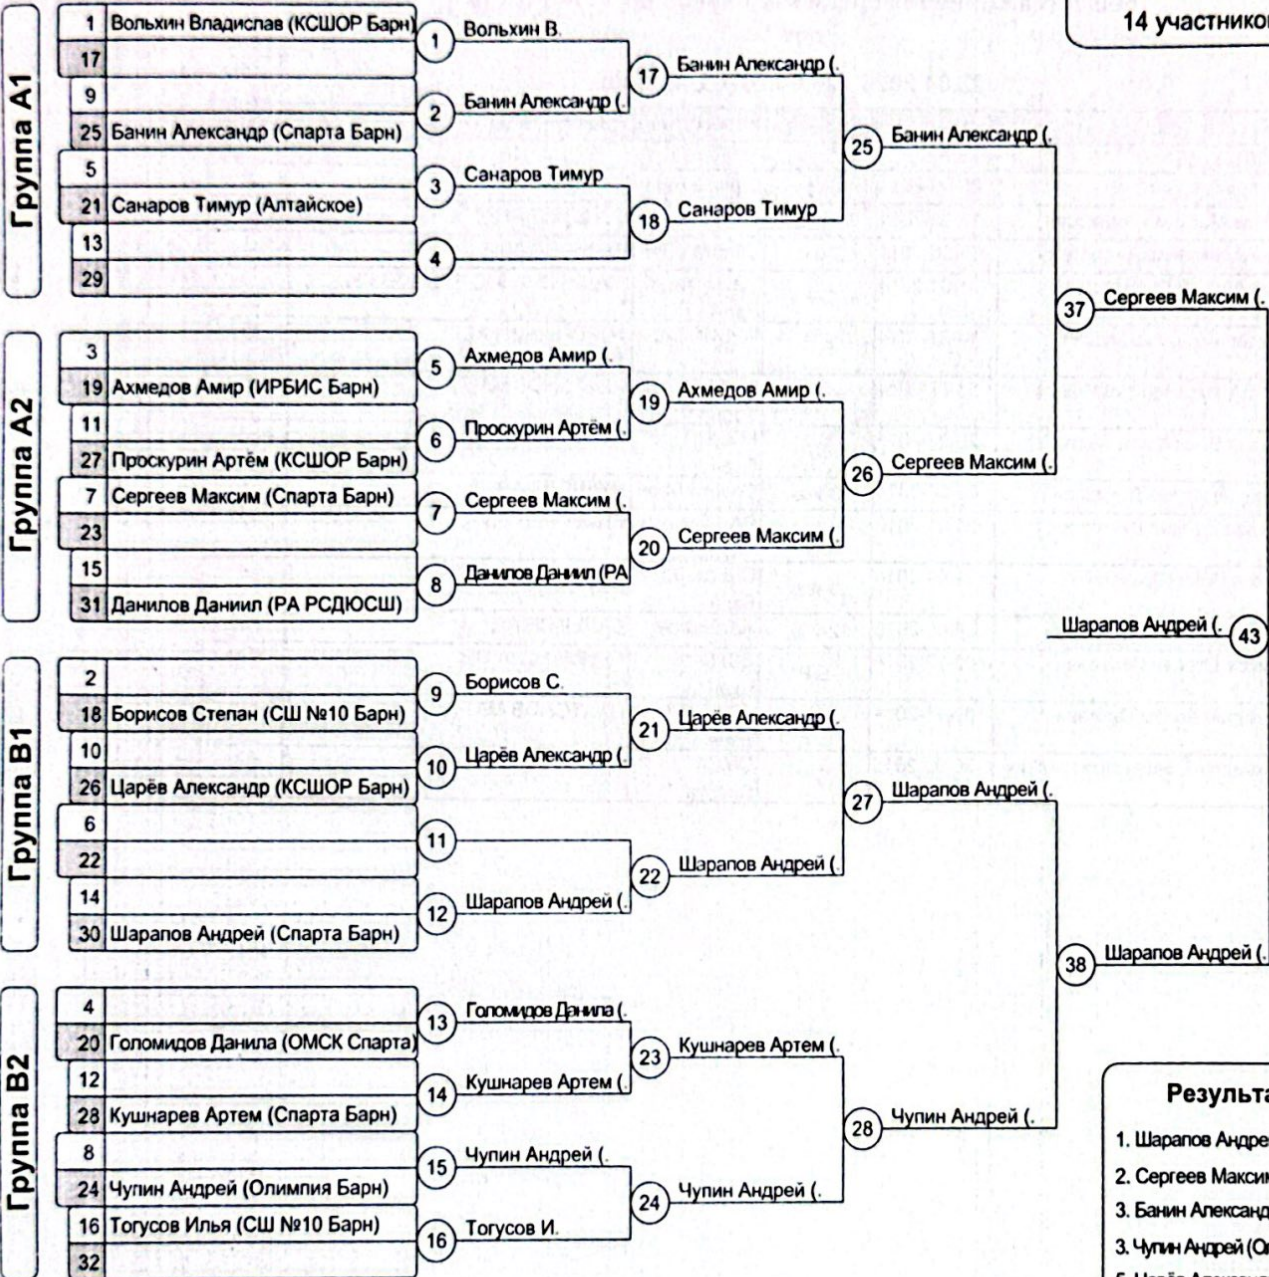 14 участников
Группа А1
1 Вольхин Владислав (КСШОР Барн)
17
9
25 Банин Александр (Спарта Барн)
5
21 Санаров Тимур (Алтайское)
13
29
1 Вольхин В.
2 Банин Александр (.
3 Санаров Тимур
4
17 Банин Александр (.
18 Санаров Тимур
25 Банин Александр (.
Группа А2
3
19 Ахмедов Амир (ИРБИС Барн)
11
27 Проскурин Артём (КСШОР Барн)
7 Сергеев Максим (Спарта Барн)
23
15
31 Данилов Даниил (РА РСДЮСШ)
5 Ахмедов Амир (.
6 Проскурин Артём (.
7 Сергеев Максим (.
8 Данилов Даниил (РА
19 Ахмедов Амир (.
20 Сергеев Максим (.
26 Сергеев Максим (.
37 Сергеев Максим (.
Шарапов Андрей (. 43
Группа В1
2
18 Борисов Степан (СШ №10 Барн)
10
26 Царёв Александр (КСШОР Барн)
6
22
14
30 Шарапов Андрей (Спарта Барн)
9 Борисов С.
10 Царёв Александр (.
11
12 Шарапов Андрей (.
21 Царёв Александр (.
22 Шарапов Андрей (.
27 Шарапов Андрей (.
38 Шарапов Андрей (.
Группа В2
4
20 Голомидов Данила (ОМСК Спарта)
12
28 Кушнарев Артем (Спарта Барн)
8
24 Чупин Андрей (Олимпия Барн)
16 Тогусов Илья (СШ №10 Барн)
32
13 Голомидов Данила (.
14 Кушнарев Артем (.
15 Чупин Андрей (.
16 Тогусов И.
23 Кушнарев Артем (.
24 Чупин Андрей (.
28 Чупин Андрей (.
Результа
1. Шарапов Андре
2. Сергеев Максим
3. Банин Александ
3. Чупин Андрей (Ол